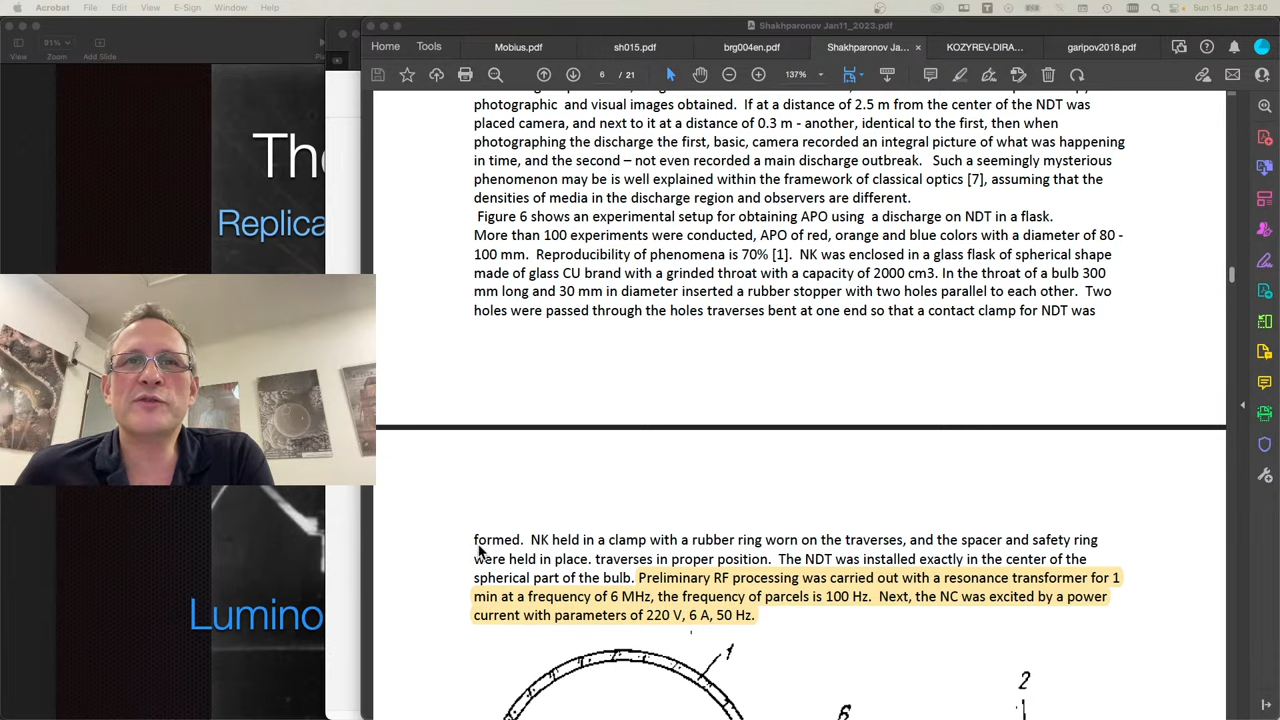 Acrobat File Edit View E-Sign Window Help
Sun 15 Jan 23:40
91%
View Zoom Add Slide
Shakhparonov Jan11_2023.pdf
Home Tools Mobius.pdf sh015.pdf brg004en.pdf Shakhparonov Ja... × KOZYREV-DIRA... garipov2018.pdf
6 / 21 137%
The
Replica
Lumino
photographic and visual images obtained. If at a distance of 2.5 m from the center of the NDT was
placed camera, and next to it at a distance of 0.3 m - another, identical to the first, then when
photographing the discharge the first, basic, camera recorded an integral picture of what was happening
in time, and the second – not even recorded a main discharge outbreak. Such a seemingly mysterious
phenomenon may be is well explained within the framework of classical optics [7], assuming that the
densities of media in the discharge region and observers are different.
Figure 6 shows an experimental setup for obtaining APO using a discharge on NDT in a flask.
More than 100 experiments were conducted, APO of red, orange and blue colors with a diameter of 80 -
100 mm. Reproducibility of phenomena is 70% [1]. NK was enclosed in a glass flask of spherical shape
made of glass CU brand with a grinded throat with a capacity of 2000 cm3. In the throat of a bulb 300
mm long and 30 mm in diameter inserted a rubber stopper with two holes parallel to each other. Two
holes were passed through the holes traverses bent at one end so that a contact clamp for NDT was
formed. NK held in a clamp with a rubber ring worn on the traverses, and the spacer and safety ring
were held in place. traverses in proper position. The NDT was installed exactly in the center of the
spherical part of the bulb. Preliminary RF processing was carried out with a resonance transformer for 1
min at a frequency of 6 MHz, the frequency of parcels is 100 Hz. Next, the NC was excited by a power
current with parameters of 220 V, 6 A, 50 Hz.
1
2